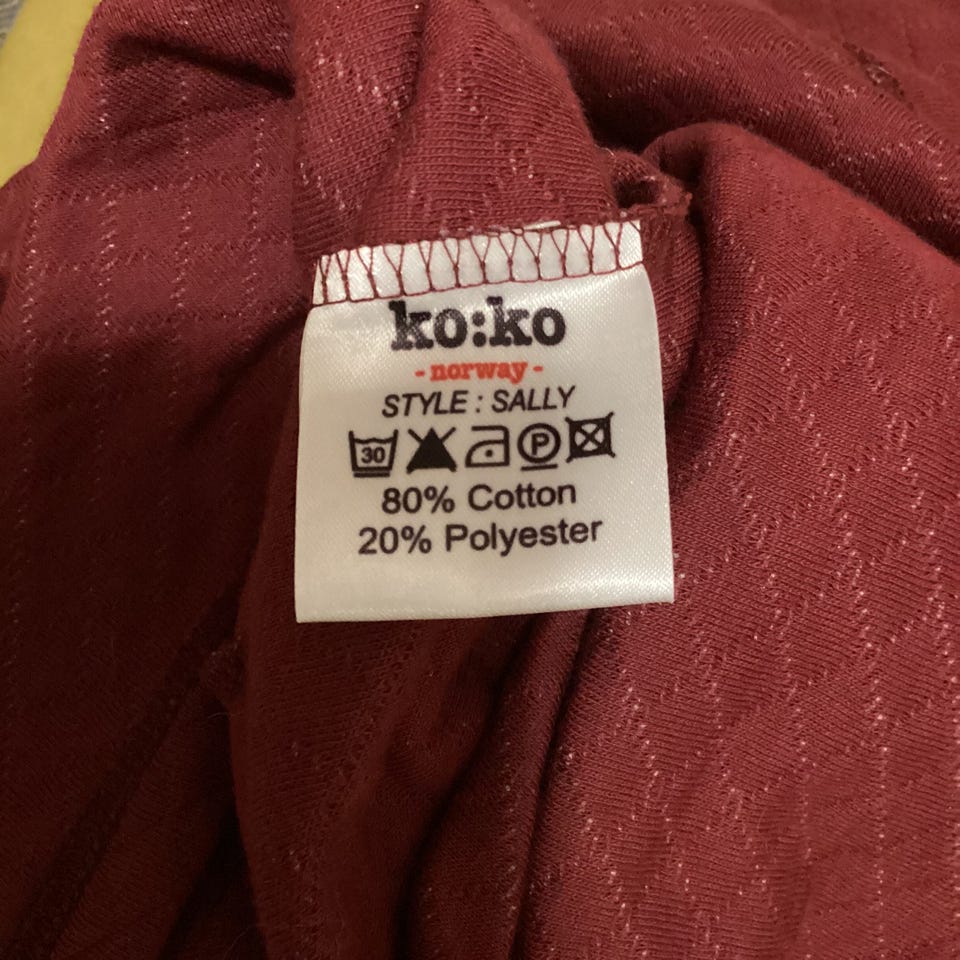 ko:ko
- norway -
STYLE : SALLY
30 P
80% Cotton
20% Polyester